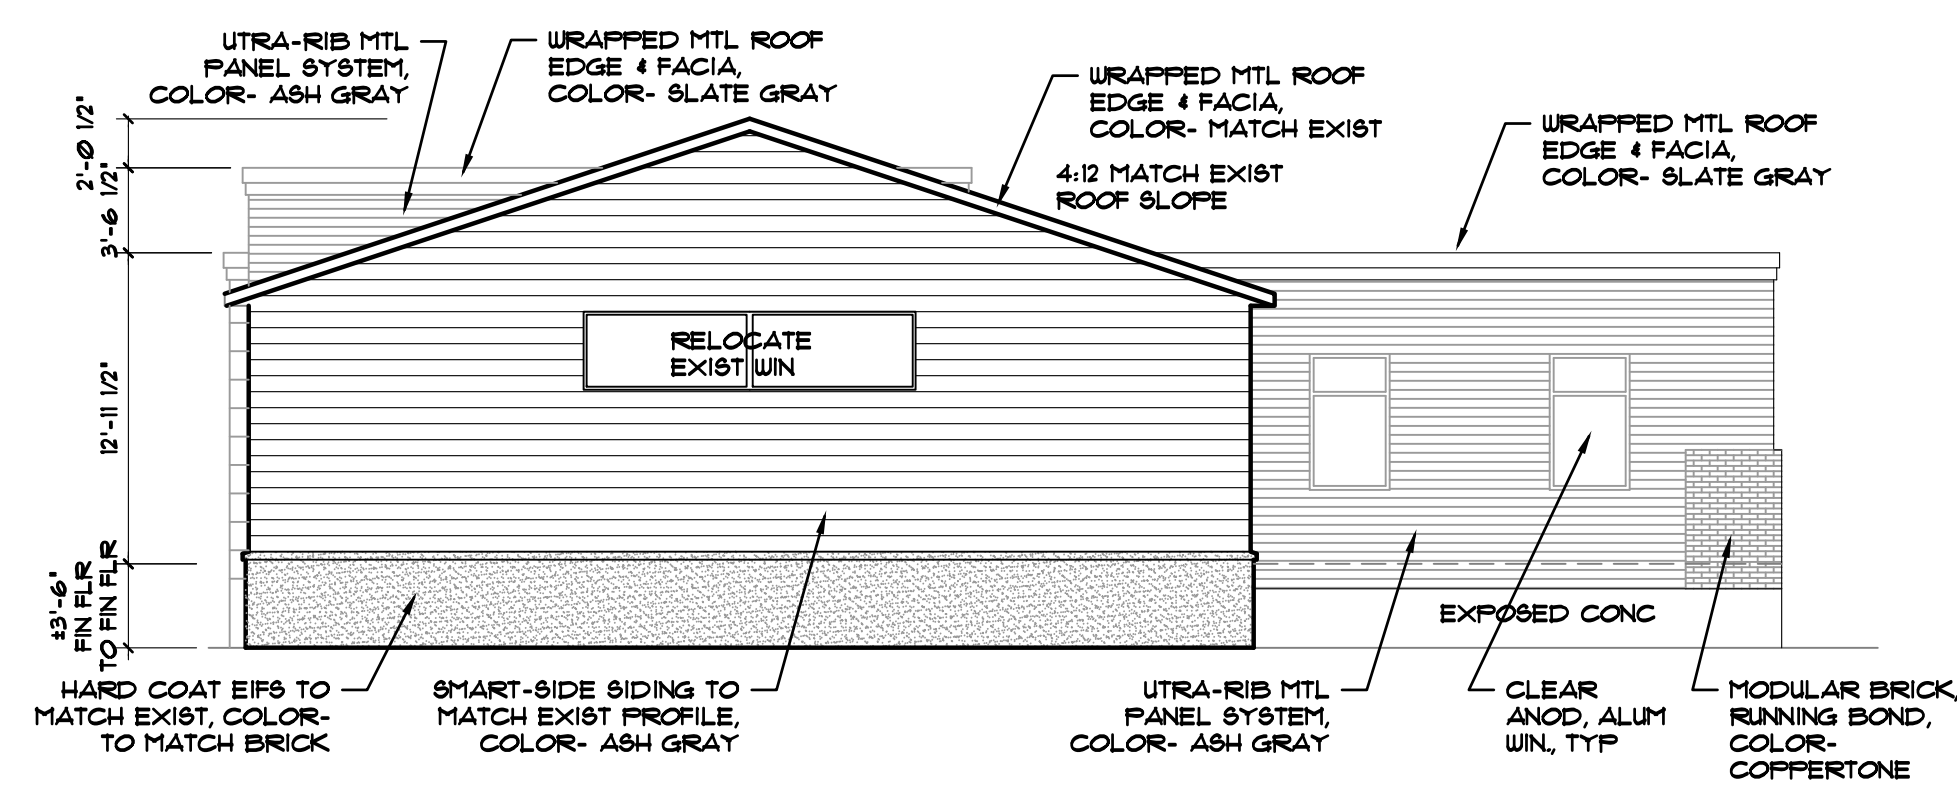 UTRA-RIB MTL
PANEL SYSTEM,
COLOR- ASH GRAY
WRAPPED MTL ROOF
EDGE & FACIA,
COLOR- SLATE GRAY
WRAPPED MTL ROOF
EDGE & FACIA,
COLOR- MATCH EXIST
4:12 MATCH EXIST
ROOF SLOPE
WRAPPED MTL ROOF
EDGE & FACIA,
COLOR- SLATE GRAY
2'-0 1/2"
3'-6 1/2"
12'-11 1/2"
±3'-6"
FIN FLR
TO FIN FLR
RELOCATE
EXIST WIN
EXPOSED CONC
HARD COAT EIFS TO
MATCH EXIST, COLOR-
TO MATCH BRICK
SMART-SIDE SIDING TO
MATCH EXIST PROFILE,
COLOR- ASH GRAY
UTRA-RIB MTL
PANEL SYSTEM,
COLOR- ASH GRAY
CLEAR
ANOD, ALUM
WIN., TYP
MODULAR BRICK,
RUNNING BOND,
COLOR-
COPPERTONE